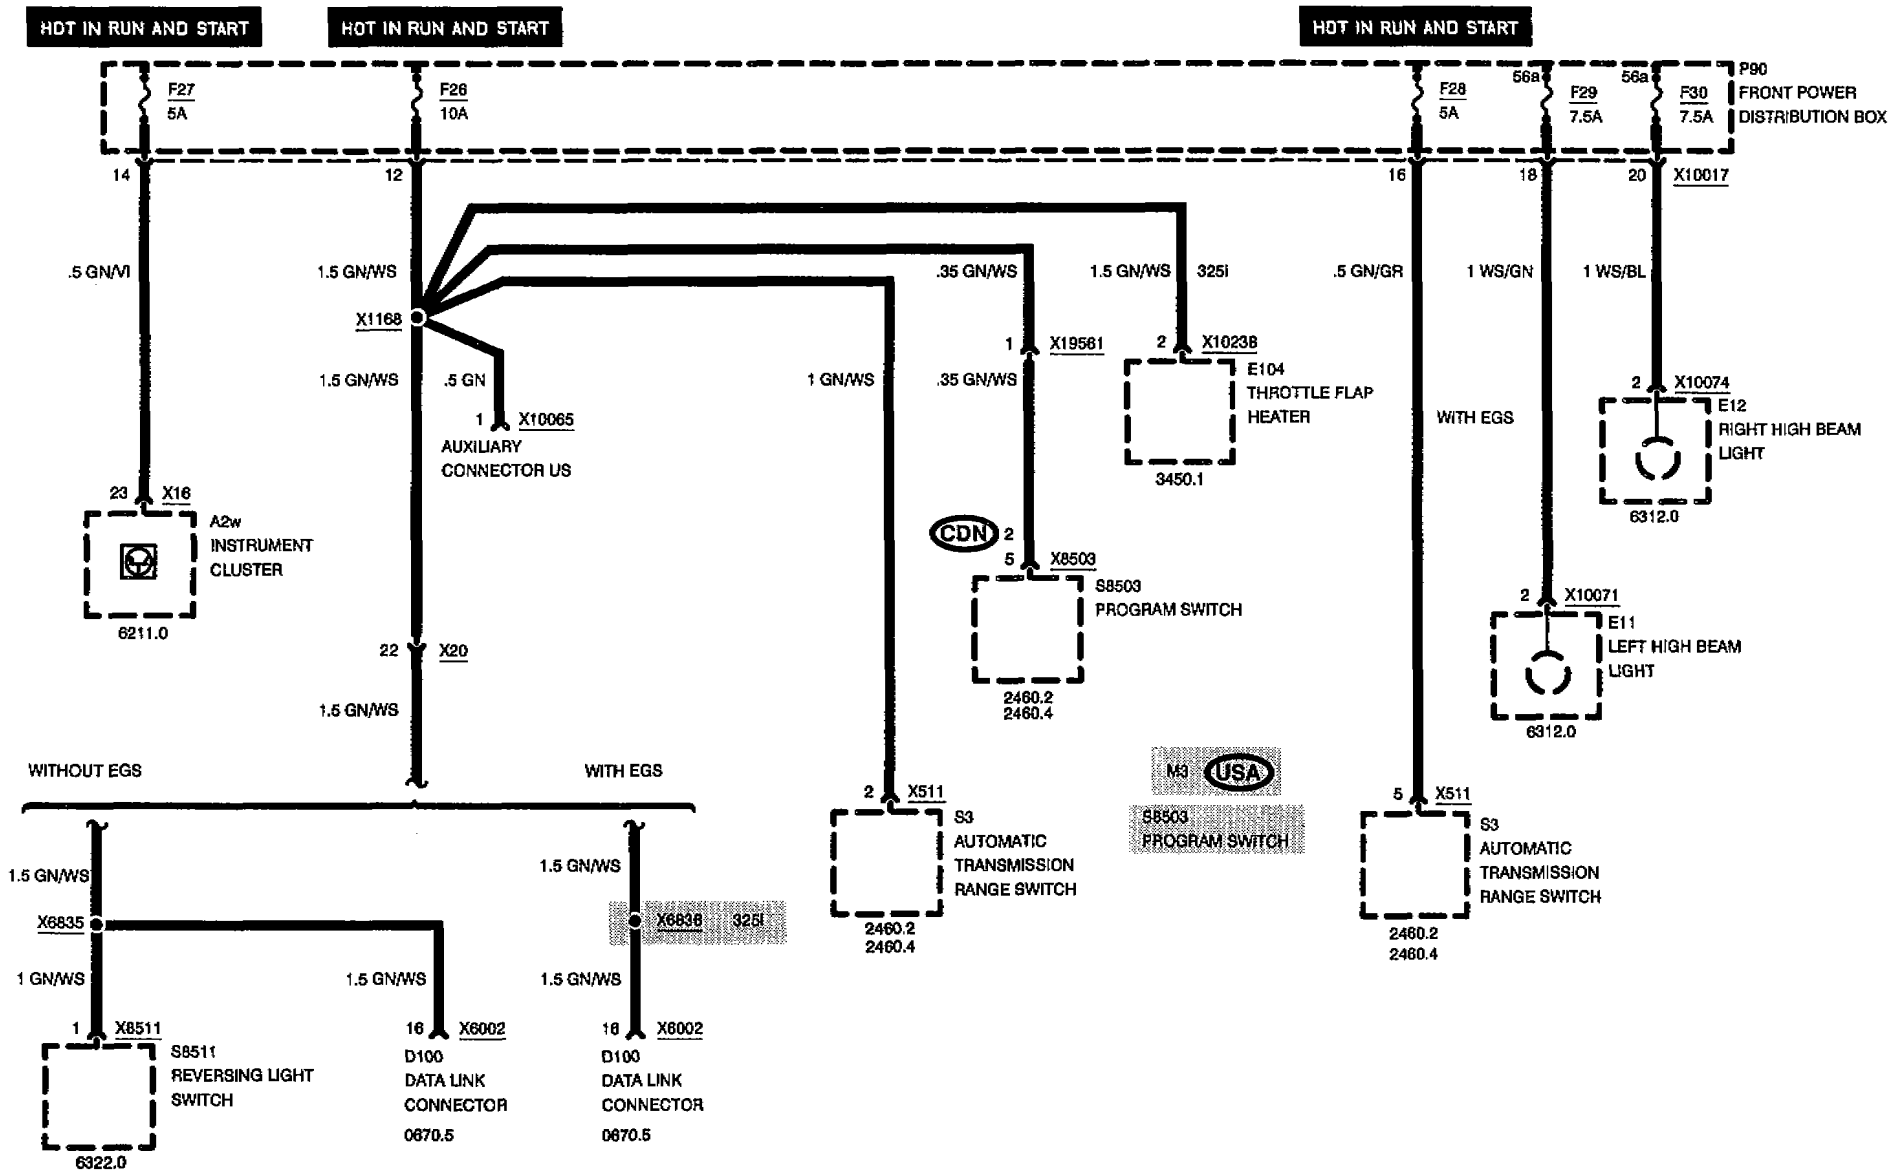 HOT IN RUN AND START
HOT IN RUN AND START
HOT IN RUN AND START
F27
5A
F26
10A
F28
5A
56a
F29
7.5A
56a
F30
7.5A
P90
FRONT POWER
DISTRIBUTION BOX
14
12
16
18
20
X10017
.5 GN/VI
1.5 GN/WS
.35 GN/WS
1.5 GN/WS
325I
.5 GN/GR
1 WS/GN
1 WS/BL
X1168
1
X19561
2
X10238
1.5 GN/WS
.5 GN
1 GN/WS
.35 GN/WS
E104
THROTTLE FLAP
HEATER
3450.1
WITH EGS
2
X10074
E12
RIGHT HIGH BEAM
LIGHT
6312.0
1
X10065
AUXILIARY
CONNECTOR US
23
X16
A2w
INSTRUMENT
CLUSTER
6211.0
CDN
2
5
X8503
S8503
PROGRAM SWITCH
2460.2
2460.4
2
X10071
E11
LEFT HIGH BEAM
LIGHT
6312.0
22
X20
1.5 GN/WS
WITHOUT EGS
WITH EGS
M3
USA
S8503
PROGRAM SWITCH
2
X511
S3
AUTOMATIC
TRANSMISSION
RANGE SWITCH
2460.2
2460.4
5
X511
S3
AUTOMATIC
TRANSMISSION
RANGE SWITCH
2460.2
2460.4
1.5 GN/WS
1.5 GN/WS
X6835
X6836
325I
1 GN/WS
1.5 GN/WS
1.5 GN/WS
1
X8511
S8511
REVERSING LIGHT
SWITCH
6322.0
16
X6002
D100
DATA LINK
CONNECTOR
0670.5
16
X6002
D100
DATA LINK
CONNECTOR
0670.5